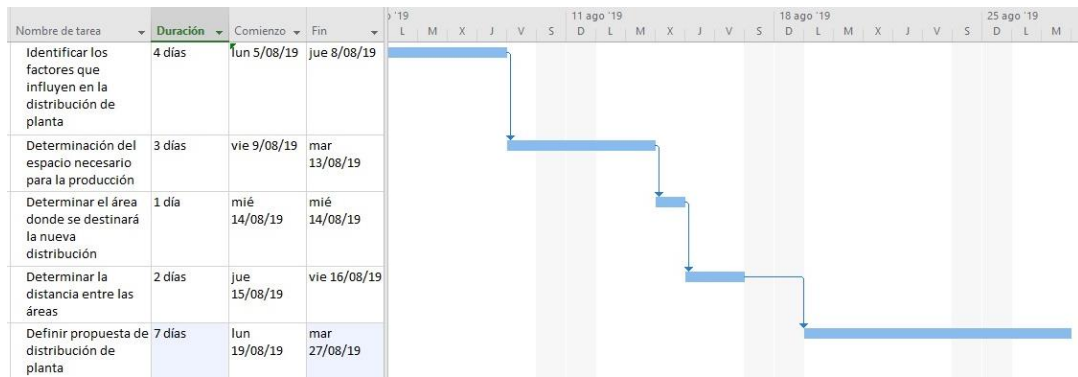 '19 11 ago '19 18 ago '19 25 ago '19
Nombre de tarea Duración Comienzo Fin L M X J V S D L M X J V S D L M X J V S D L M
Identificar los 4 días lun 5/08/19 jue 8/08/19
factores que
influyen en la
distribución de
planta
Determinación del 3 días vie 9/08/19 mar
espacio necesario 13/08/19
para la producción
Determinar el área 1 día mié mié
donde se destinará 14/08/19 14/08/19
la nueva
distribución
Determinar la 2 días jue vie 16/08/19
distancia entre las 15/08/19
áreas
Definir propuesta de 7 días lun mar
distribución de 19/08/19 27/08/19
planta